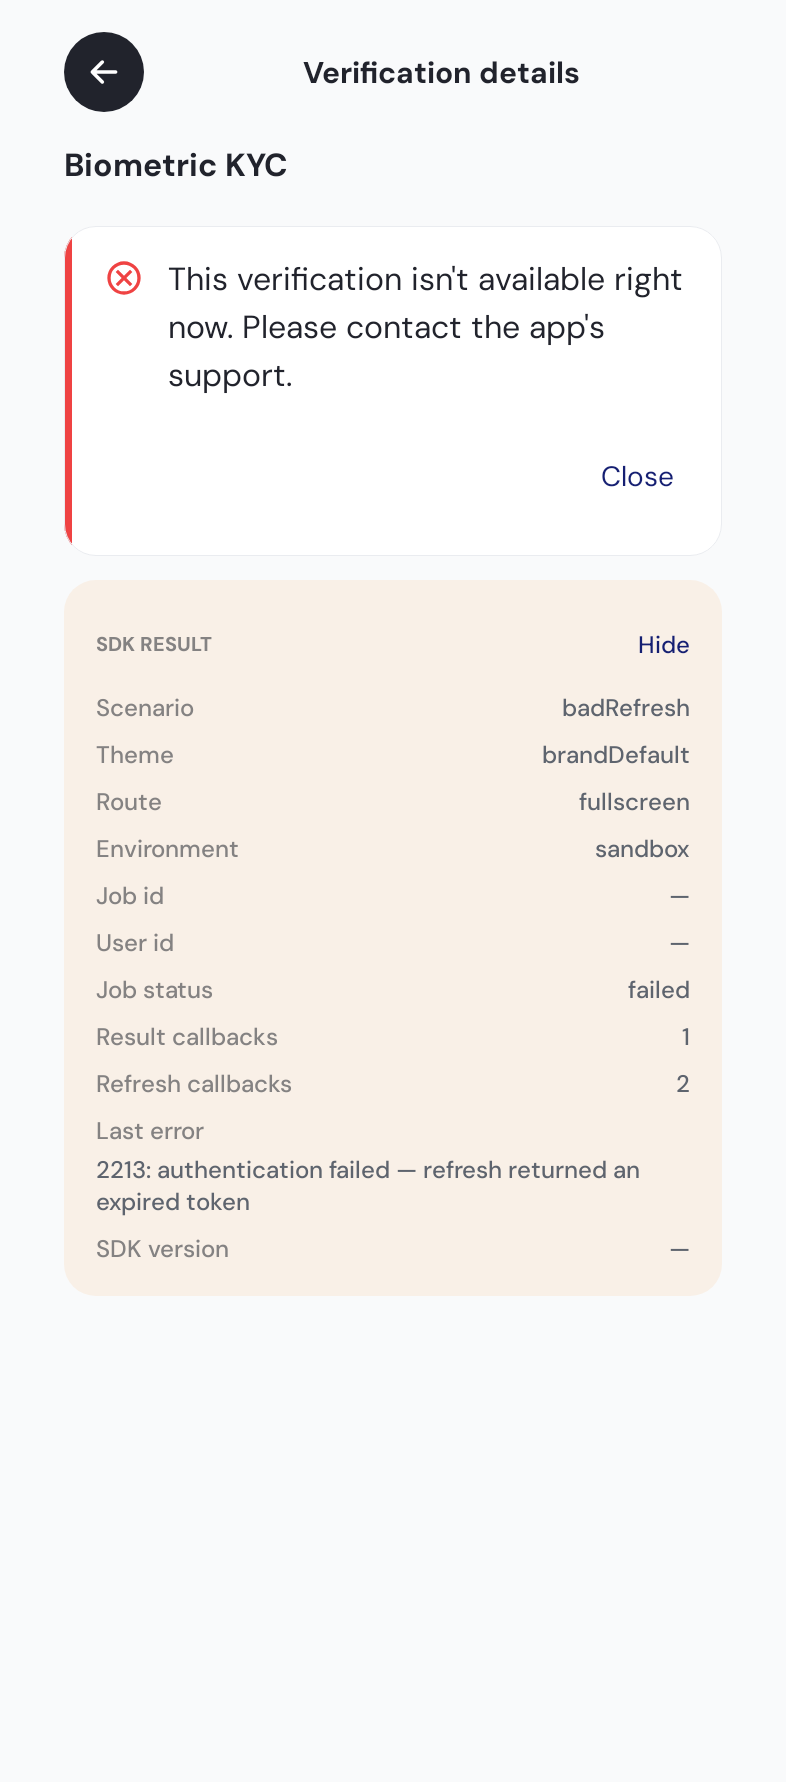 Verification details
Biometric KYC
This verification isn't available right
now. Please contact the app's
support.
Close
SDK RESULT Hide
Scenario badRefresh
Theme brandDefault
Route fullscreen
Environment sandbox
Job id —
User id —
Job status failed
Result callbacks 1
Refresh callbacks 2
Last error
2213: authentication failed — refresh returned an
expired token
SDK version —